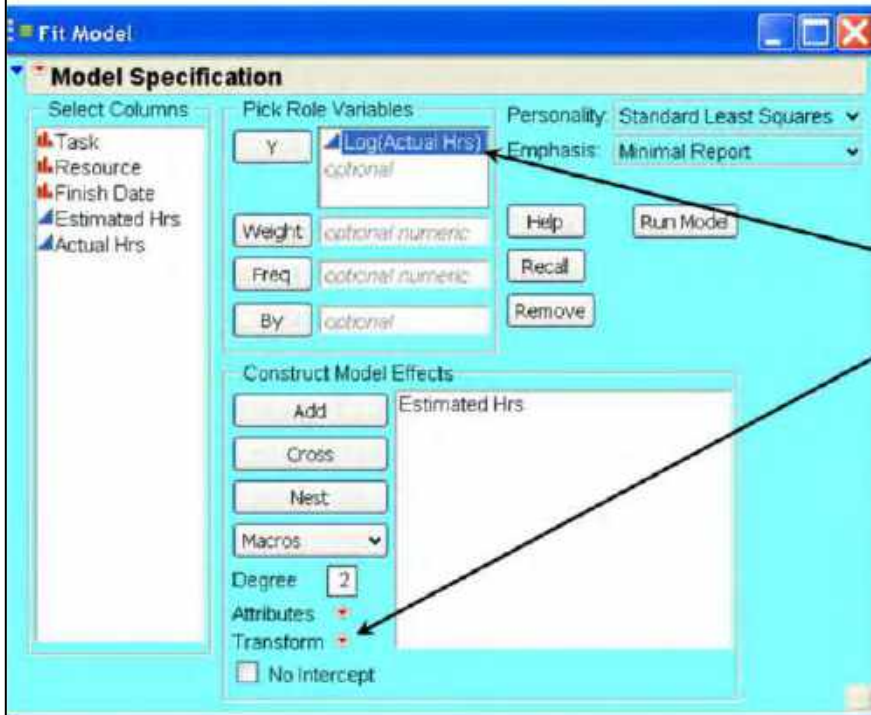 Fit Model
Model Specification
Select Columns
Task
Resource
Finish Date
Estimated Hrs
Actual Hrs
Pick Role Variables
Y
Log(Actual Hrs)
optional
Weight
optional numeric
Freq
optional numeric
By
optional
Personality: Standard Least Squares
Emphasis: Minimal Report
Help
Run Model
Recall
Remove
Construct Model Effects
Add
Cross
Nest
Macros
Degree 2
Attributes
Transform
No Intercept
Estimated Hrs